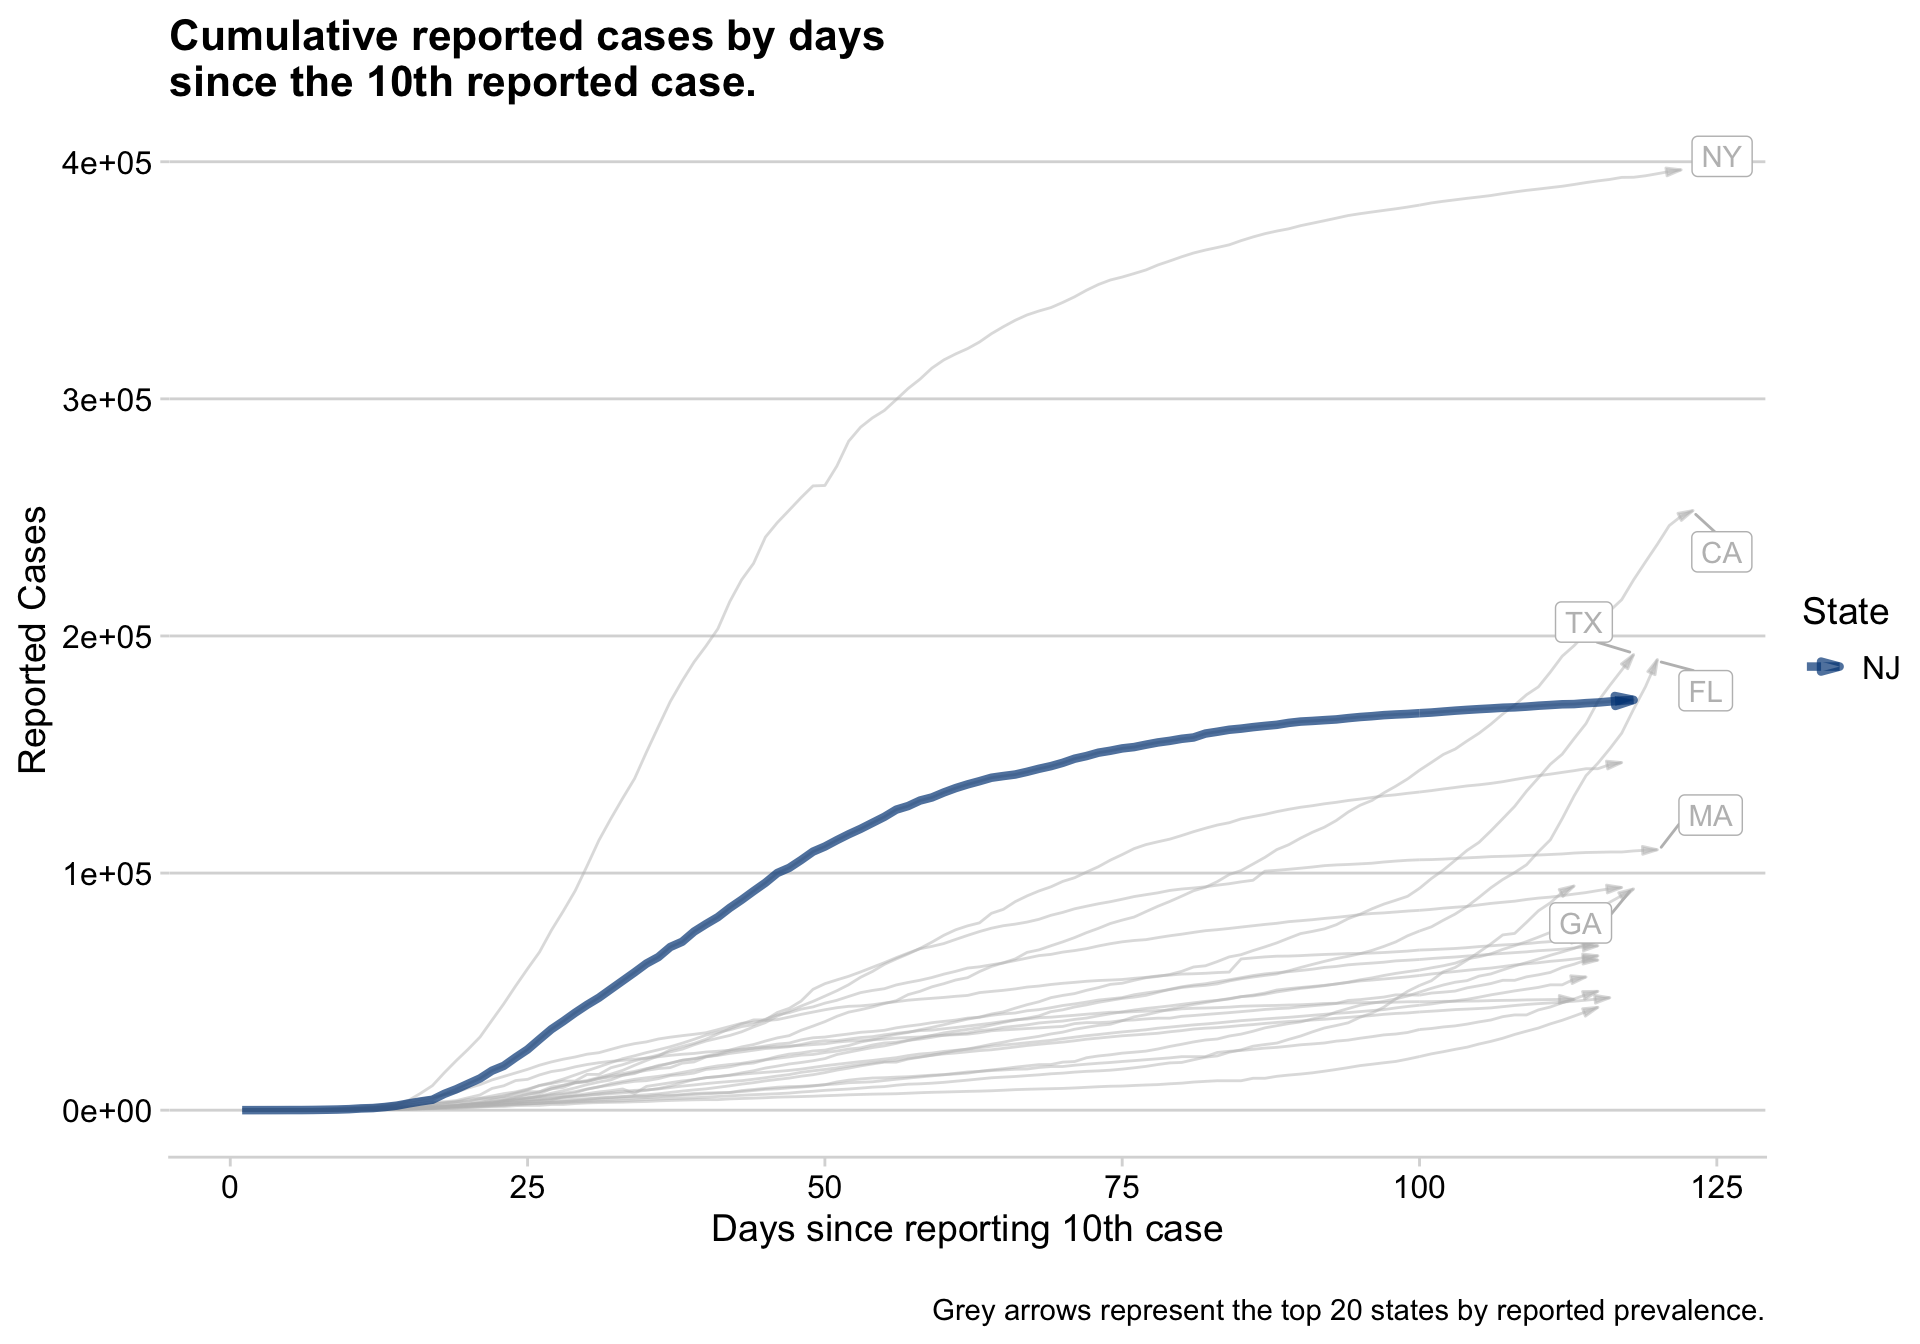 Cumulative reported cases by days
since the 10th reported case.
4e+05
3e+05
2e+05
1e+05
0e+00
Reported Cases
NY
CA
TX
FL
MA
GA
State
NJ
0
25
50
75
100
125
Days since reporting 10th case
Grey arrows represent the top 20 states by reported prevalence.